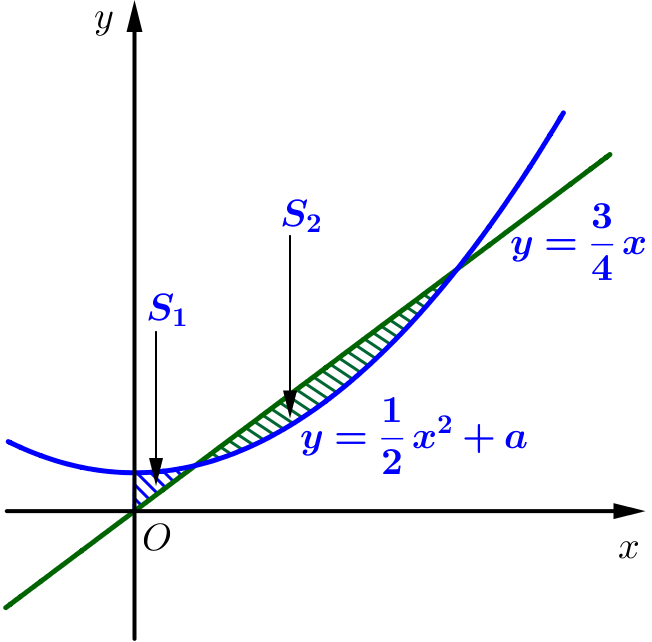 y
S₂
y = 3/4 x
S₁
y = 1/2 x² + a
O
x